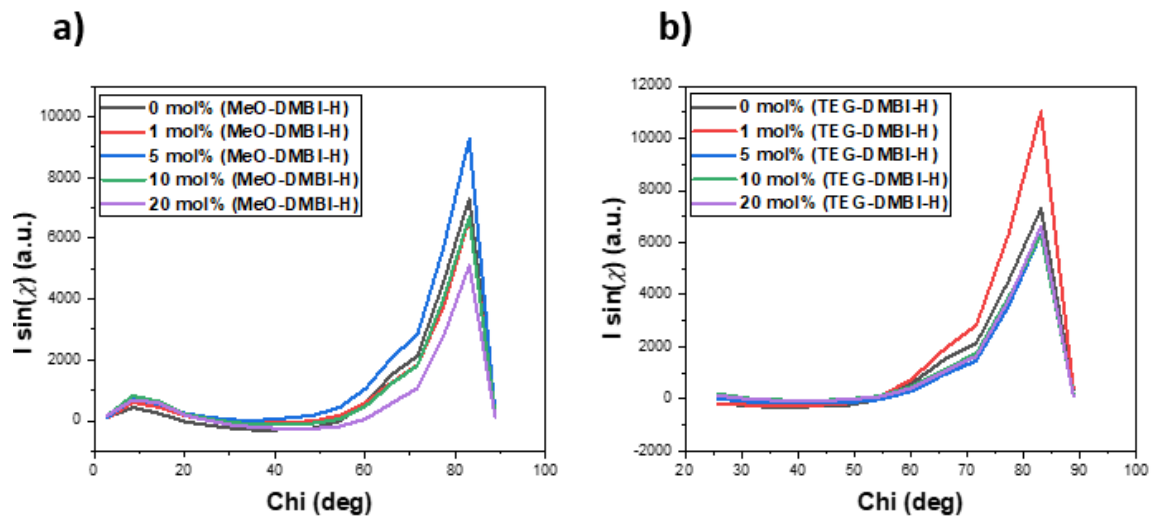 a)
b)
0 mol% (MeO-DMBI-H)
1 mol% (MeO-DMBI-H)
5 mol% (MeO-DMBI-H)
10 mol% (MeO-DMBI-H)
20 mol% (MeO-DMBI-H)
10000
8000
6000
4000
2000
0
I sin(χ) (a.u.)
0
20
40
60
80
100
Chi (deg)
0 mol% (TEG-DMBI-H)
1 mol% (TEG-DMBI-H)
5 mol% (TEG-DMBI-H)
10 mol% (TEG-DMBI-H)
20 mol% (TEG-DMBI-H)
12000
10000
8000
6000
4000
2000
0
-2000
I sin(χ) (a.u.)
20
30
40
50
60
70
80
90
100
Chi (deg)